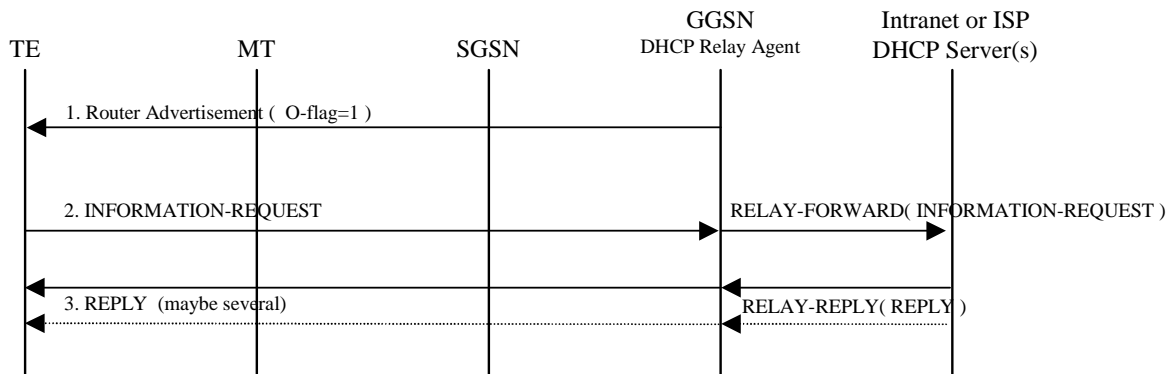 GGSN
Intranet or ISP
TE
MT
SGSN
DHCP Relay Agent
DHCP Server(s)
1. Router Advertisement ( O-flag=1 )
2. INFORMATION-REQUEST
RELAY-FORWARD( INFORMATION-REQUEST )
3. REPLY (maybe several)
RELAY-REPLY( REPLY )